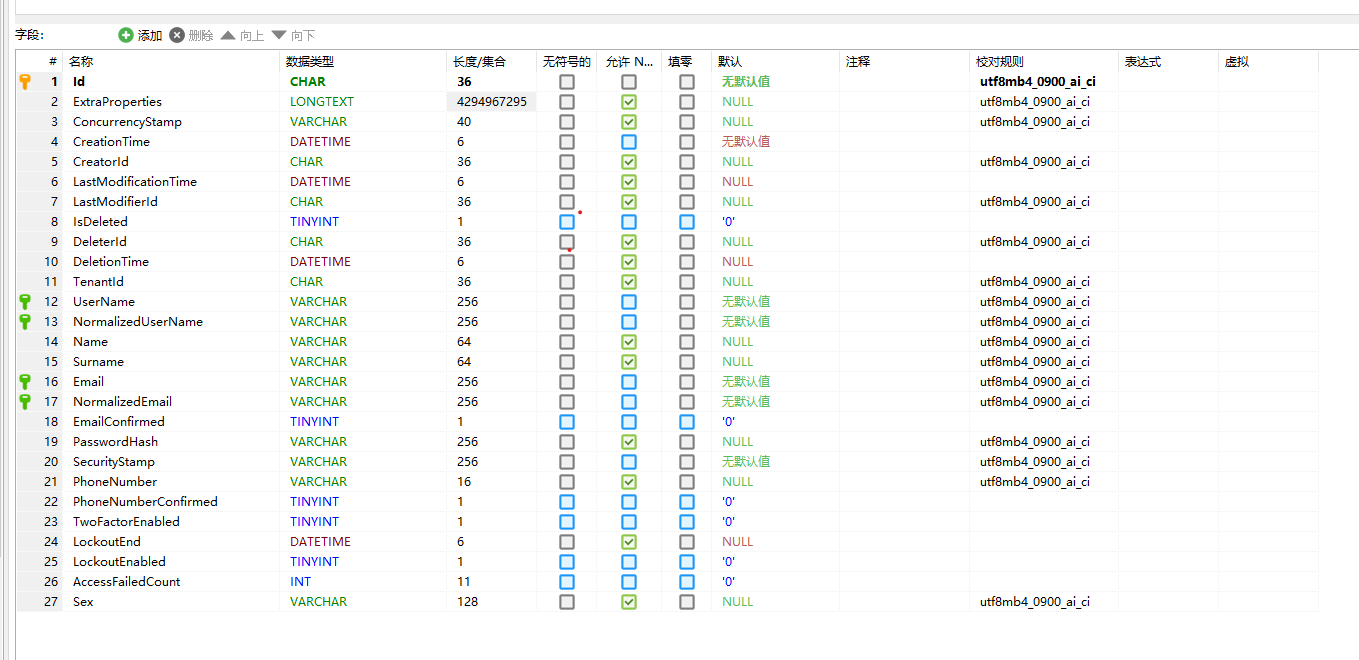 字段: 添加 删除 向上 向下
# 名称 数据类型 长度/集合 无符号的 允许 N... 填零 默认 注释 校对规则 表达式 虚拟
1 Id CHAR 36 无默认值 utf8mb4_0900_ai_ci
2 ExtraProperties LONGTEXT 4294967295 NULL utf8mb4_0900_ai_ci
3 ConcurrencyStamp VARCHAR 40 NULL utf8mb4_0900_ai_ci
4 CreationTime DATETIME 6 无默认值
5 CreatorId CHAR 36 NULL utf8mb4_0900_ai_ci
6 LastModificationTime DATETIME 6 NULL
7 LastModifierId CHAR 36 NULL utf8mb4_0900_ai_ci
8 IsDeleted TINYINT 1 '0'
9 DeleterId CHAR 36 NULL utf8mb4_0900_ai_ci
10 DeletionTime DATETIME 6 NULL
11 TenantId CHAR 36 NULL utf8mb4_0900_ai_ci
12 UserName VARCHAR 256 无默认值 utf8mb4_0900_ai_ci
13 NormalizedUserName VARCHAR 256 无默认值 utf8mb4_0900_ai_ci
14 Name VARCHAR 64 NULL utf8mb4_0900_ai_ci
15 Surname VARCHAR 64 NULL utf8mb4_0900_ai_ci
16 Email VARCHAR 256 无默认值 utf8mb4_0900_ai_ci
17 NormalizedEmail VARCHAR 256 无默认值 utf8mb4_0900_ai_ci
18 EmailConfirmed TINYINT 1 '0'
19 PasswordHash VARCHAR 256 NULL utf8mb4_0900_ai_ci
20 SecurityStamp VARCHAR 256 无默认值 utf8mb4_0900_ai_ci
21 PhoneNumber VARCHAR 16 NULL utf8mb4_0900_ai_ci
22 PhoneNumberConfirmed TINYINT 1 '0'
23 TwoFactorEnabled TINYINT 1 '0'
24 LockoutEnd DATETIME 6 NULL
25 LockoutEnabled TINYINT 1 '0'
26 AccessFailedCount INT 11 '0'
27 Sex VARCHAR 128 NULL utf8mb4_0900_ai_ci